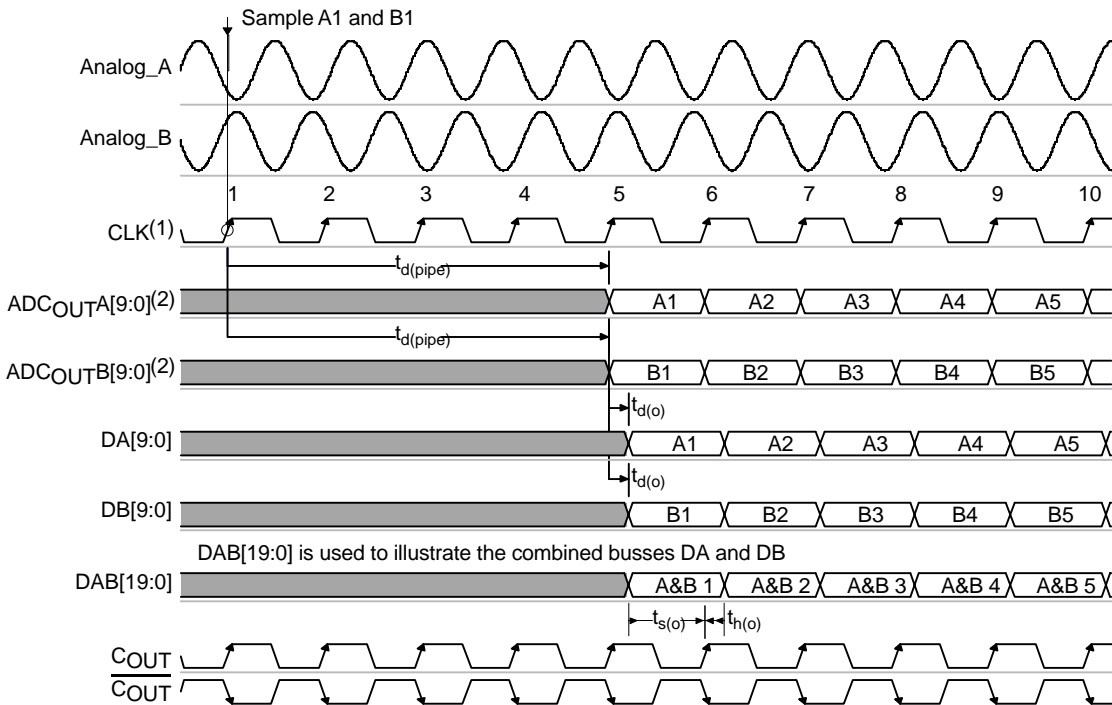 Sample A1 and B1
Analog_A
Analog_B
1 2 3 4 5 6 7 8 9 10
CLK(1)
td(pipe)
ADCOUTA[9:0](2) A1 A2 A3 A4 A5
td(pipe)
ADCOUTB[9:0](2) B1 B2 B3 B4 B5
td(o)
DA[9:0] A1 A2 A3 A4 A5
td(o)
DB[9:0] B1 B2 B3 B4 B5
DAB[19:0] is used to illustrate the combined busses DA and DB
DAB[19:0] A&B 1 A&B 2 A&B 3 A&B 4 A&B 5
ts(o) th(o)
COUT
COUT